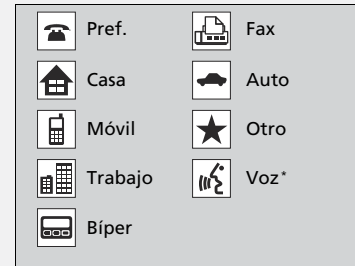 Pref.
Fax
Casa
Auto
Móvil
Otro
Trabajo
Voz*
Bíper